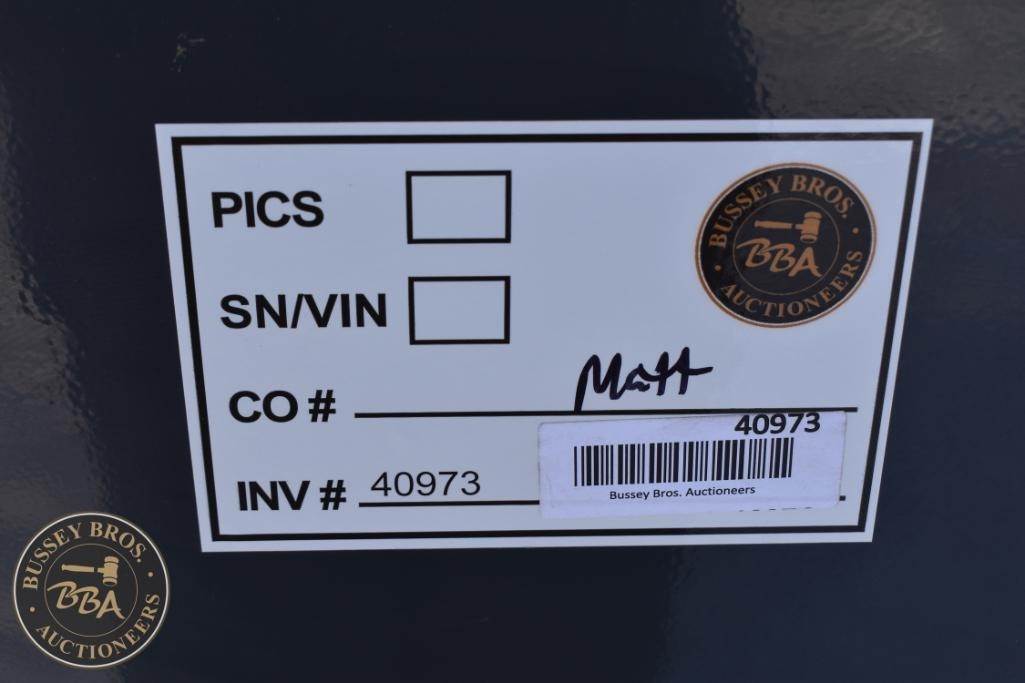 PICS
SN/VIN
CO # Matt
INV # 40973
40973
Bussey Bros. Auctioneers
BUSSEY BROS.
BBA
AUCTIONEERS
BUSSEY BROS.
BBA
AUCTIONEERS